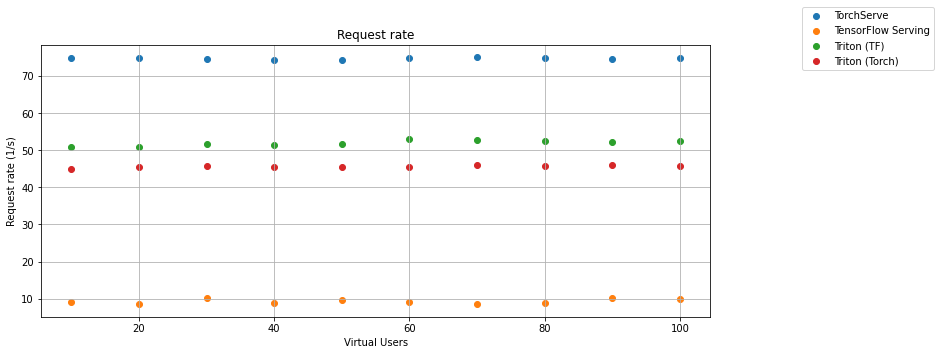 Request rate
TorchServe
TensorFlow Serving
Triton (TF)
Triton (Torch)
Request rate (1/s)
70
60
50
40
30
20
10
20
40
60
80
100
Virtual Users